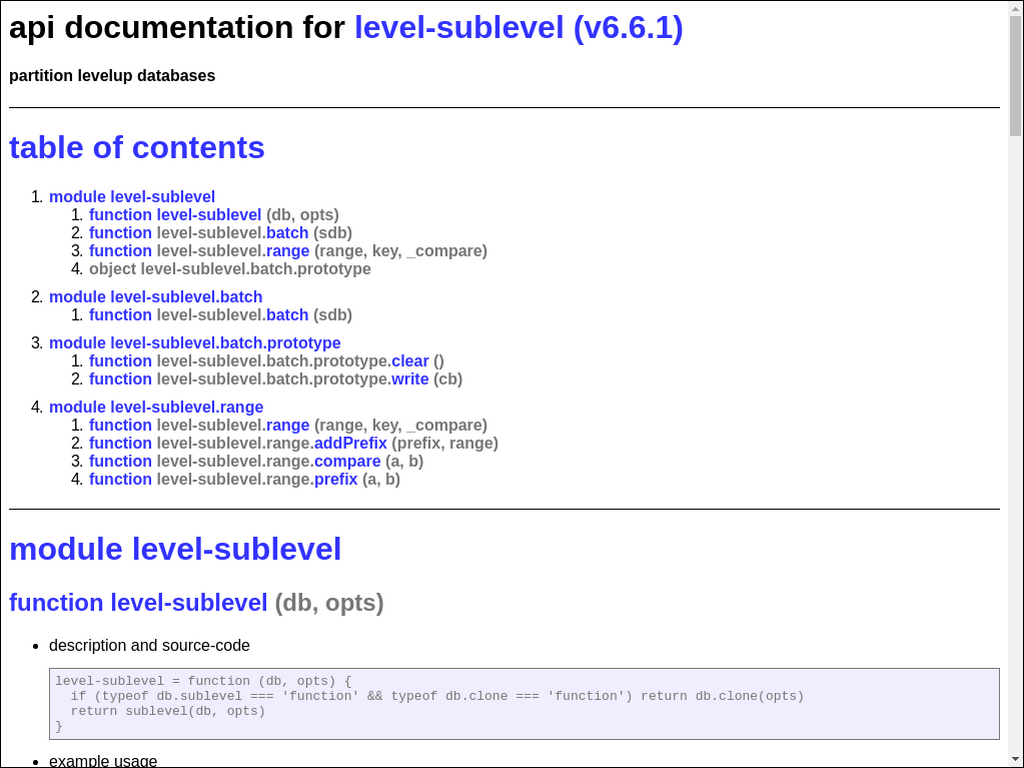 api documentation for level-sublevel (v6.6.1)
partition levelup databases
table of contents
1. module level-sublevel
1. function level-sublevel (db, opts)
2. function level-sublevel.batch (sdb)
3. function level-sublevel.range (range, key, _compare)
4. object level-sublevel.batch.prototype
2. module level-sublevel.batch
1. function level-sublevel.batch (sdb)
3. module level-sublevel.batch.prototype
1. function level-sublevel.batch.prototype.clear ()
2. function level-sublevel.batch.prototype.write (cb)
4. module level-sublevel.range
1. function level-sublevel.range (range, key, _compare)
2. function level-sublevel.range.addPrefix (prefix, range)
3. function level-sublevel.range.compare (a, b)
4. function level-sublevel.range.prefix (a, b)
module level-sublevel
function level-sublevel (db, opts)
• description and source-code
level-sublevel = function (db, opts) {
  if (typeof db.sublevel === 'function' && typeof db.clone === 'function') return db.clone(opts)
  return sublevel(db, opts)
}
• example usage